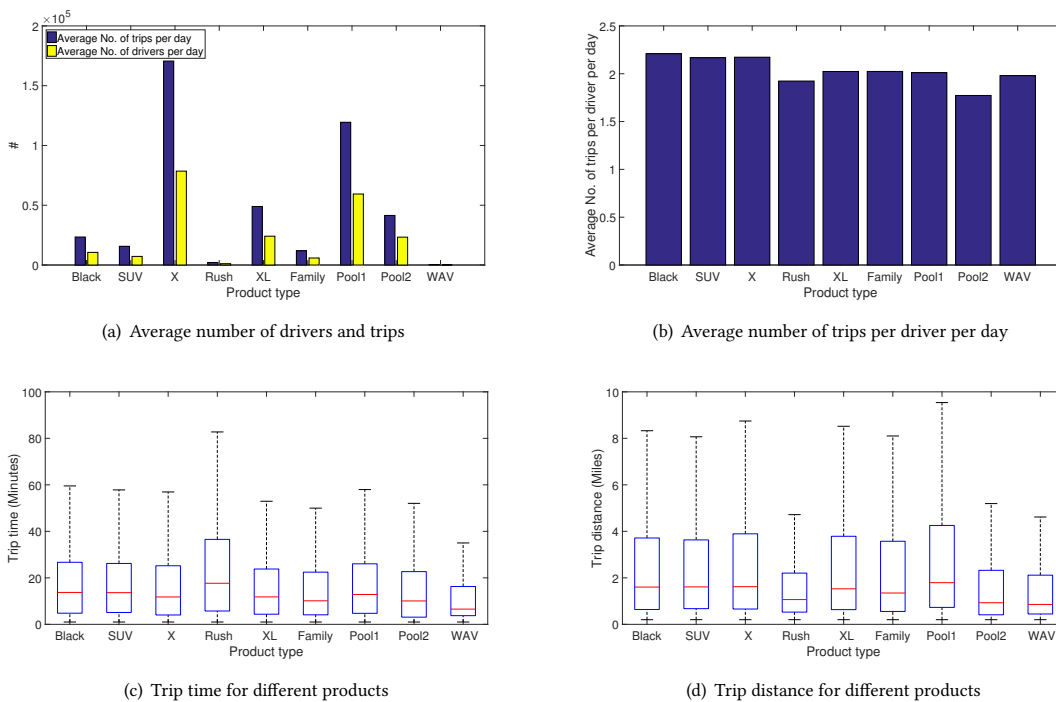 ×10⁵
2
1.5
1
0.5
0
#
Average No. of trips per day
Average No. of drivers per day
Black SUV X Rush XL Family Pool1 Pool2 WAV
Product type
(a) Average number of drivers and trips
2.5
2
1.5
1
0.5
0
Average No. of trips per driver per day
Black SUV X Rush XL Family Pool1 Pool2 WAV
Product type
(b) Average number of trips per driver per day
100
80
60
40
20
0
Trip time (Minutes)
Black SUV X Rush XL Family Pool1 Pool2 WAV
Product type
(c) Trip time for different products
10
8
6
4
2
0
Trip distance (Miles)
Black SUV X Rush XL Family Pool1 Pool2 WAV
Product type
(d) Trip distance for different products